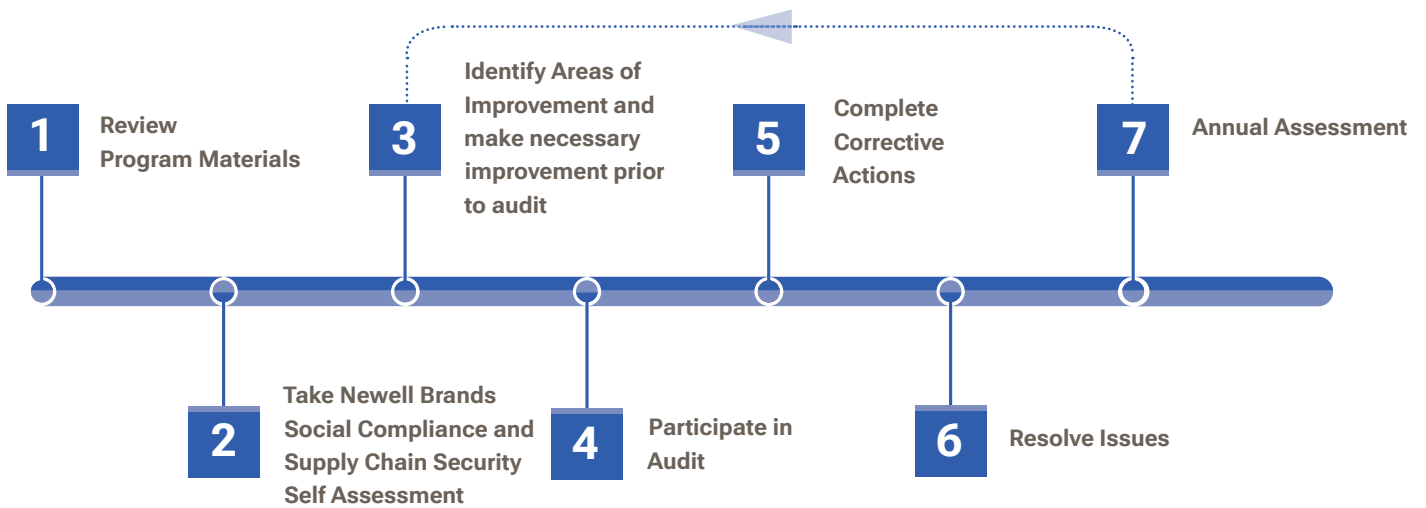 1
Review
Program Materials
2
Take Newell Brands
Social Compliance and
Supply Chain Security
Self Assessment
3
Identify Areas of
Improvement and
make necessary
improvement prior
to audit
4
Participate in
Audit
5
Complete
Corrective
Actions
6
Resolve Issues
7
Annual Assessment